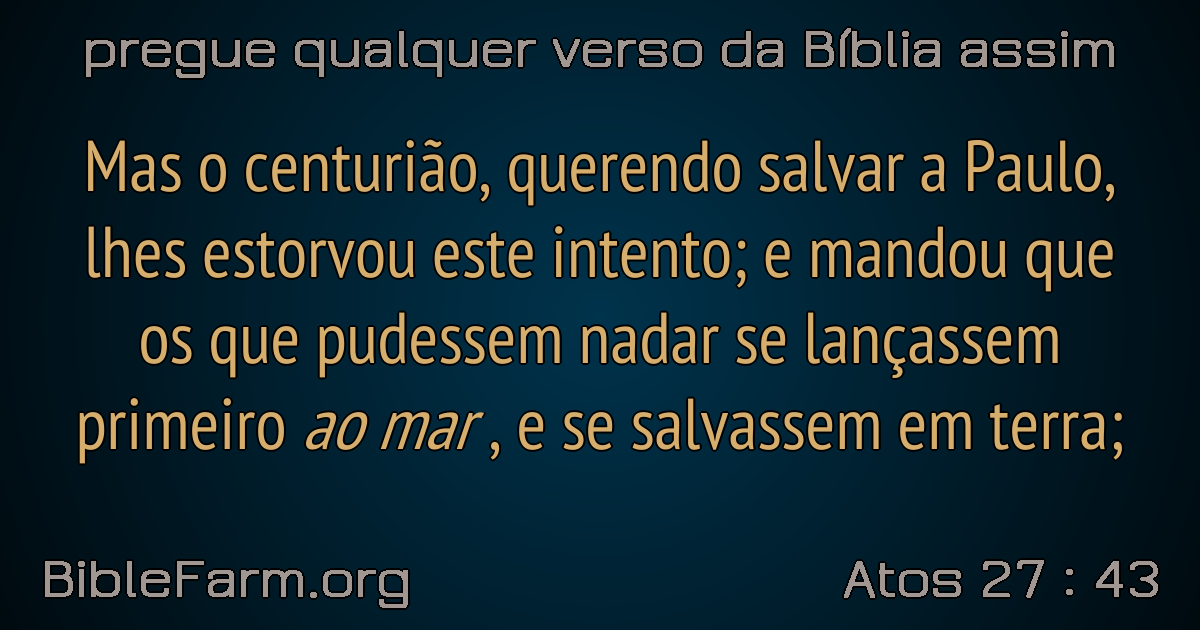 pregue qualquer verso da Bíblia assim
Mas o centurião, querendo salvar a Paulo,
lhes estorvou este intento; e mandou que
os que pudessem nadar se lançassem
primeiro ao mar , e se salvassem em terra;
BibleFarm.org
Atos 27 : 43